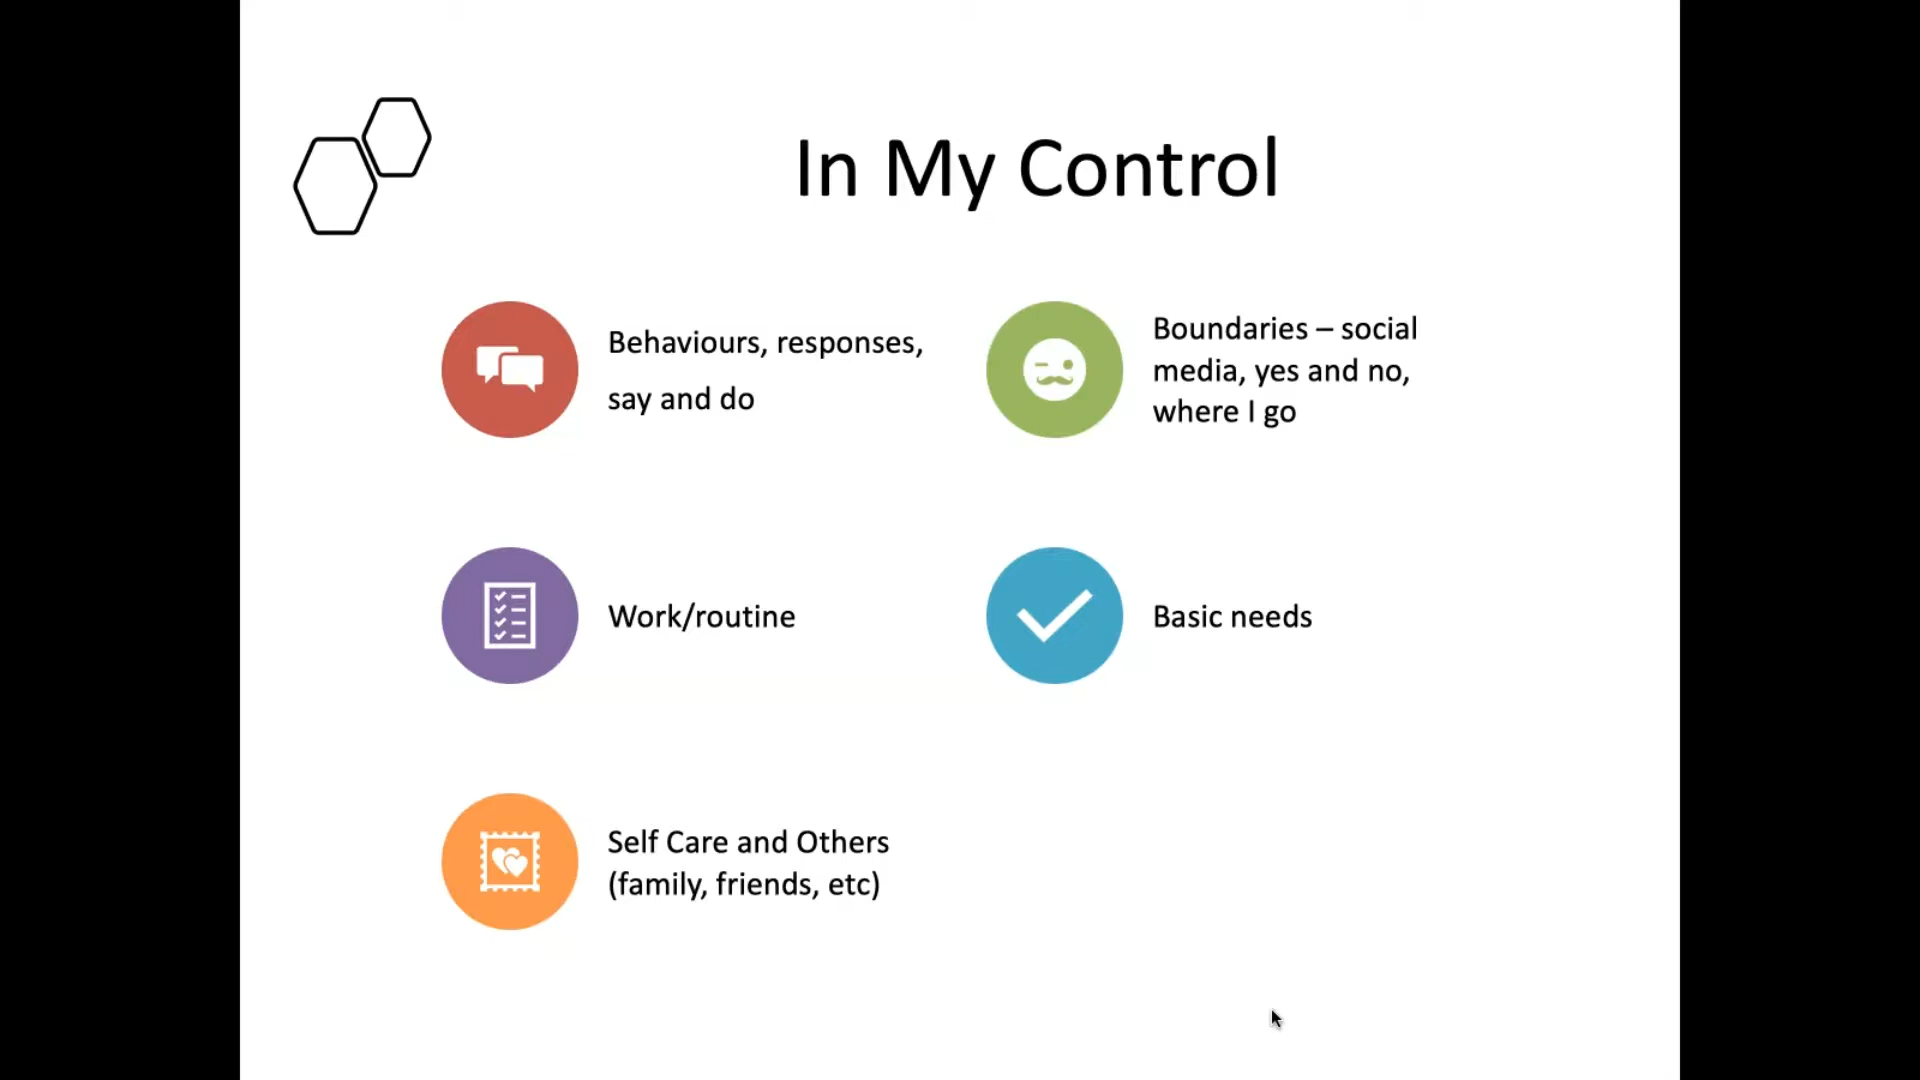 In My Control
Behaviours, responses,
say and do
Boundaries – social
media, yes and no,
where I go
Work/routine
Basic needs
Self Care and Others
(family, friends, etc)